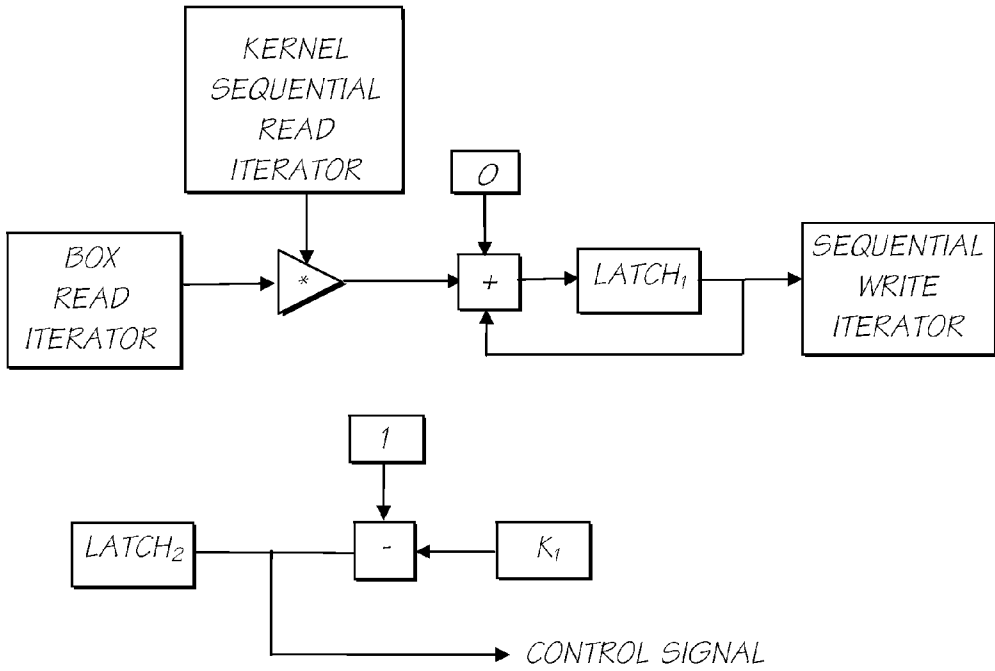 KERNEL
SEQUENTIAL
READ
ITERATOR
0
BOX
READ
ITERATOR
*
+
LATCH₁
SEQUENTIAL
WRITE
ITERATOR
1
LATCH₂
-
K₁
CONTROL SIGNAL